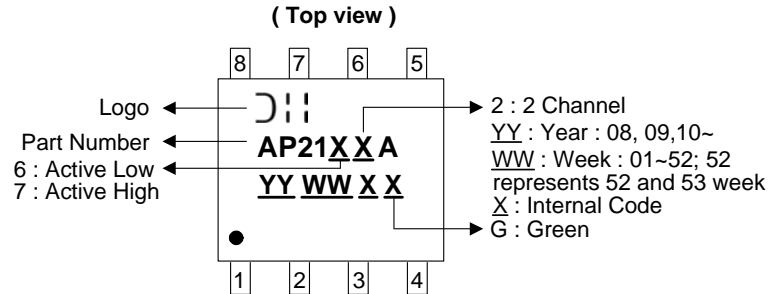 ( Top view )
8 7 6 5
Logo
Part Number
6 : Active Low
7 : Active High
AP21XXA
YY WW X X
2 : 2 Channel
YY : Year : 08, 09,10~
WW : Week : 01~52; 52
represents 52 and 53 week
X : Internal Code
G : Green
1 2 3 4